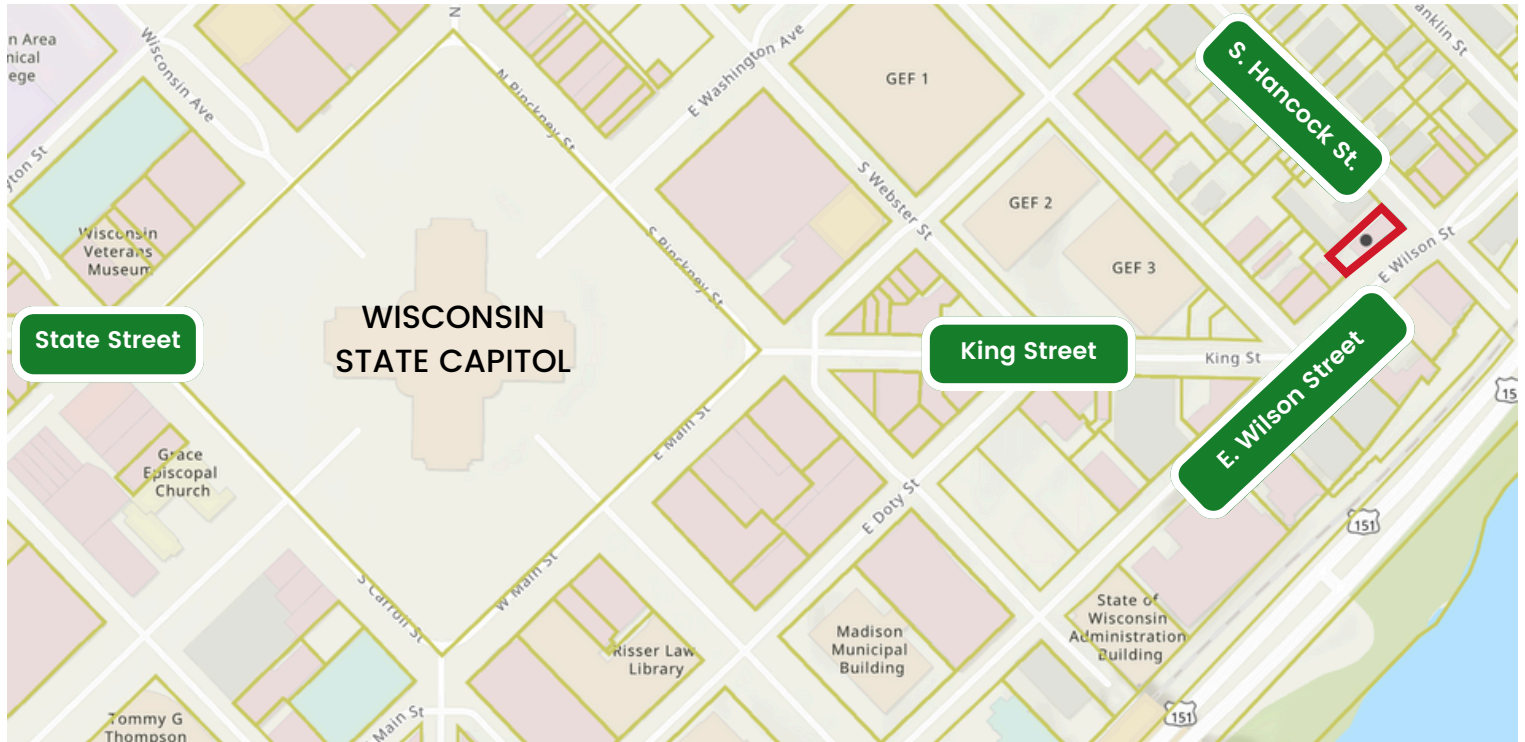 n Area
nical
ege
Wisconsin Ave
N
N Pinckney St
E Washington Ave
GEF 1
anklin St
S. Hancock St.
yton St
S Webster St
GEF 2
GEF 3
Wisconsin
Veterans
Museum
S Pinckney St
E Wilson St
State Street
WISCONSIN
STATE CAPITOL
King Street
King St
E. Wilson Street
15
E Main St
Grace
Episcopal
Church
E Doty St
151
S Carroll St
W Main St
State of
Wisconsin
Administration
Building
Madison
Municipal
Building
Risser Law
Library
Tommy G
Thompson
Main St
151